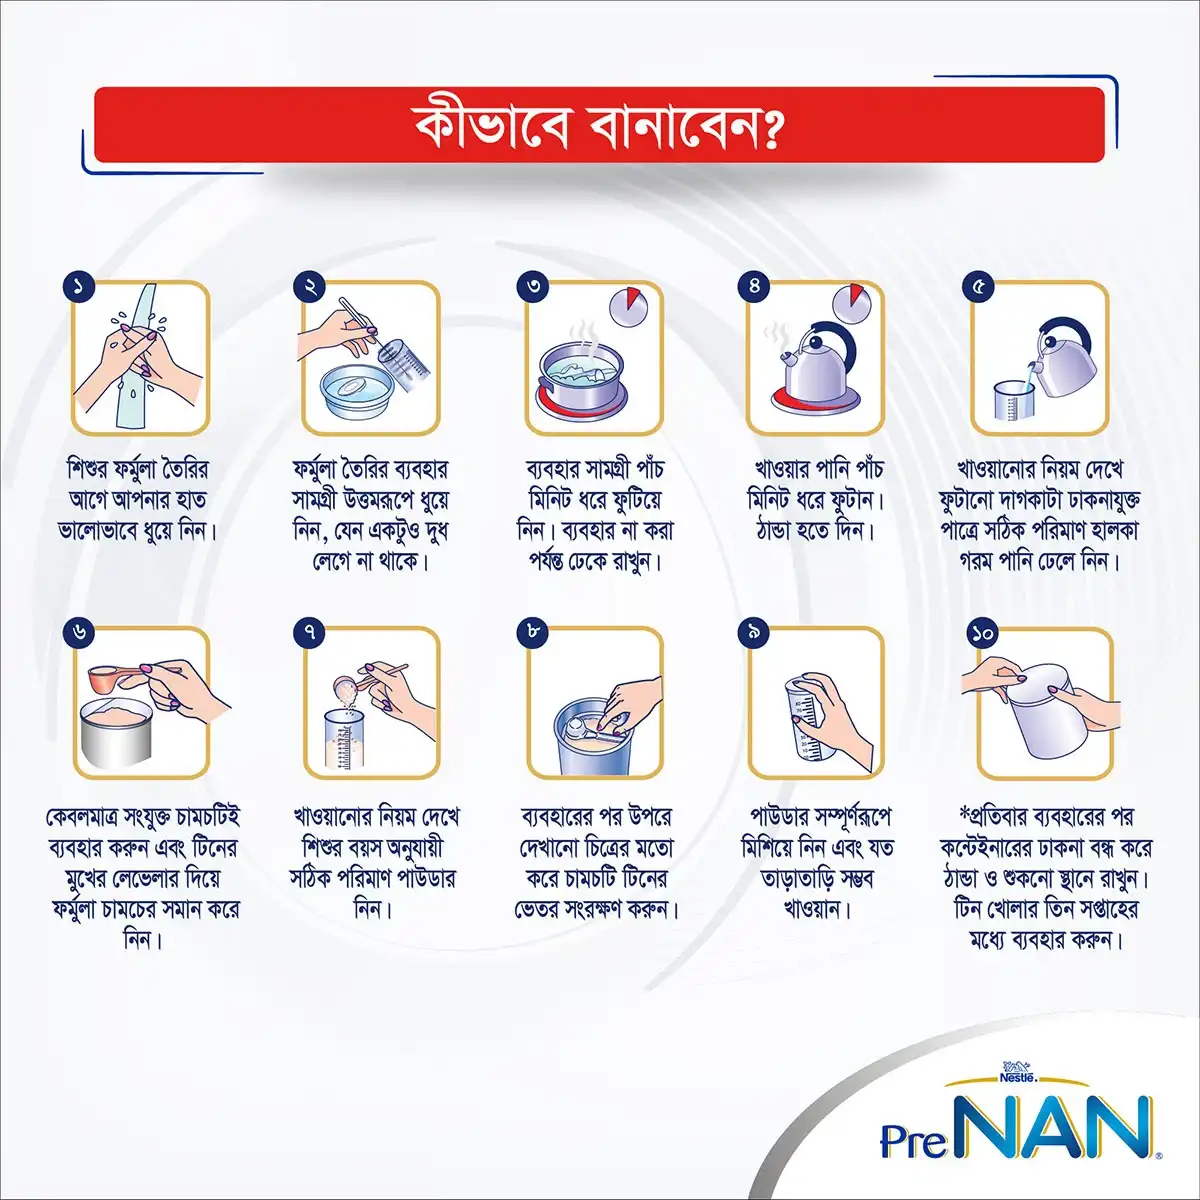 কীভাবে বানাবেন?
১
শিশুর ফর্মুলা তৈরির
আগে আপনার হাত
ভালোভাবে ধুয়ে নিন।
২
ফর্মুলা তৈরির ব্যবহার
সামগ্রী উত্তমরূপে ধুয়ে
নিন, যেন একটুও দুধ
লেগে না থাকে।
৩
ব্যবহার সামগ্রী পাঁচ
মিনিট ধরে ফুটিয়ে
নিন। ব্যবহার না করা
পর্যন্ত ঢেকে রাখুন।
৪
খাওয়ার পানি পাঁচ
মিনিট ধরে ফুটান।
ঠান্ডা হতে দিন।
৫
খাওয়ানোর নিয়ম দেখে
ফুটানো দাগকাটা ঢাকনাযুক্ত
পাত্রে সঠিক পরিমাণ হালকা
গরম পানি ঢেলে নিন।
৬
কেবলমাত্র সংযুক্ত চামচটিই
ব্যবহার করুন এবং টিনের
মুখের লেভেলার দিয়ে
ফর্মুলা চামচের সমান করে
নিন।
৭
খাওয়ানোর নিয়ম দেখে
শিশুর বয়স অনুযায়ী
সঠিক পরিমাণ পাউডার
নিন।
৮
ব্যবহারের পর উপরে
দেখানো চিত্রের মতো
করে চামচটি টিনের
ভেতর সংরক্ষণ করুন।
৯
পাউডার সম্পূর্ণরূপে
মিশিয়ে নিন এবং যত
তাড়াতাড়ি সম্ভব
খাওয়ান।
১০
*প্রতিবার ব্যবহারের পর
কন্টেইনারের ঢাকনা বন্ধ করে
ঠান্ডা ও শুকনো স্থানে রাখুন।
টিন খোলার তিন সপ্তাহের
মধ্যে ব্যবহার করুন।
Nestlé.
Pre NAN®